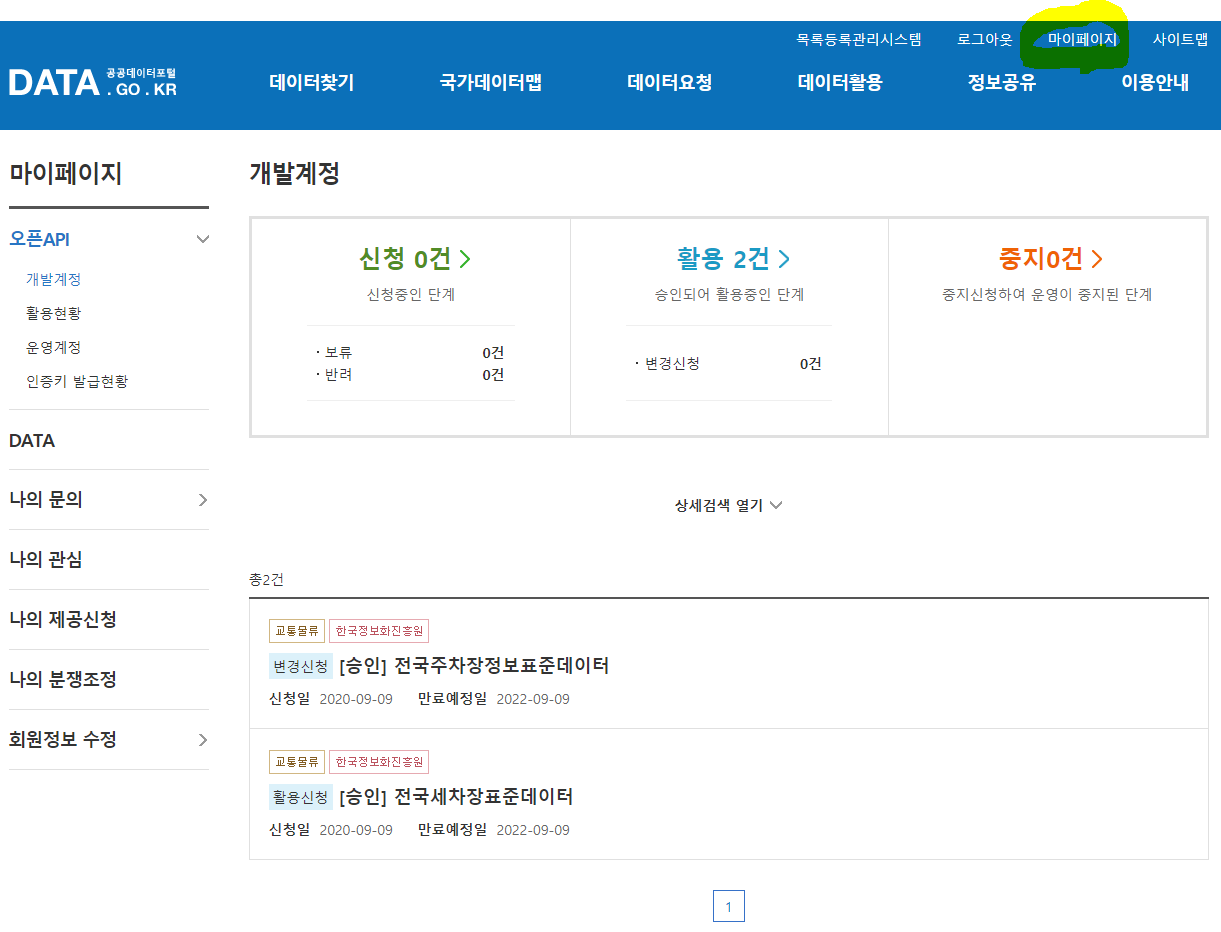 목록등록관리시스템 로그아웃 마이페이지 사이트맵
DATA 공공데이터포털 .GO.KR
데이터찾기 국가데이터맵 데이터요청 데이터활용 정보공유 이용안내
마이페이지
오픈API
개발계정
활용현황
운영계정
인증키 발급현황
DATA
나의 문의
나의 관심
나의 제공신청
나의 분쟁조정
회원정보 수정
개발계정
신청 0건
신청중인 단계
· 보류 0건
· 반려 0건
활용 2건
승인되어 활용중인 단계
· 변경신청 0건
중지0건
중지신청하여 운영이 중지된 단계
상세검색 열기
총2건
교통물류 한국정보화진흥원
변경신청 [승인] 전국주차장정보표준데이터
신청일 2020-09-09 만료예정일 2022-09-09
교통물류 한국정보화진흥원
활용신청 [승인] 전국세차장표준데이터
신청일 2020-09-09 만료예정일 2022-09-09
1